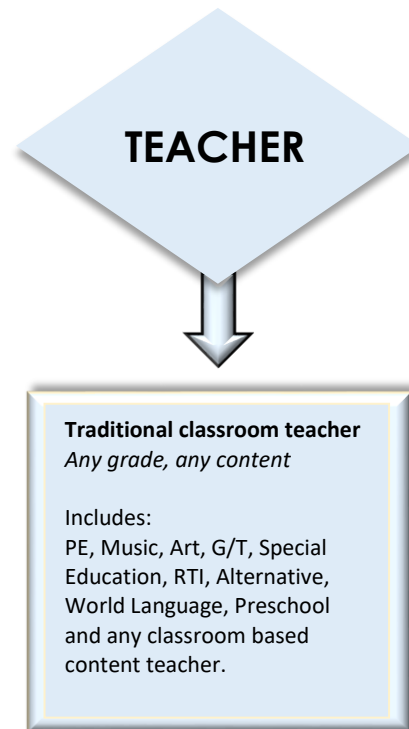 TEACHER
Traditional classroom teacher
Any grade, any content
Includes:
PE, Music, Art, G/T, Special
Education, RTI, Alternative,
World Language, Preschool
and any classroom based
content teacher.